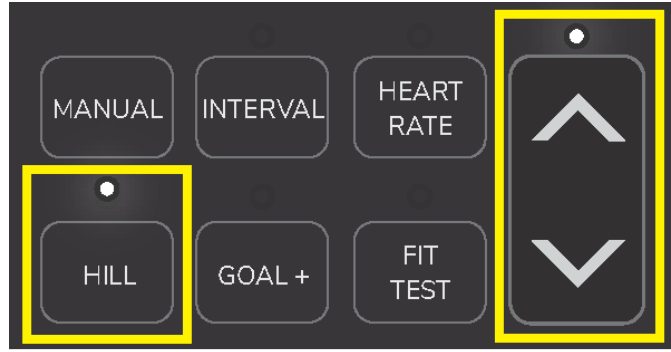 MANUAL
INTERVAL
HEART
RATE
HILL
GOAL +
FIT
TEST